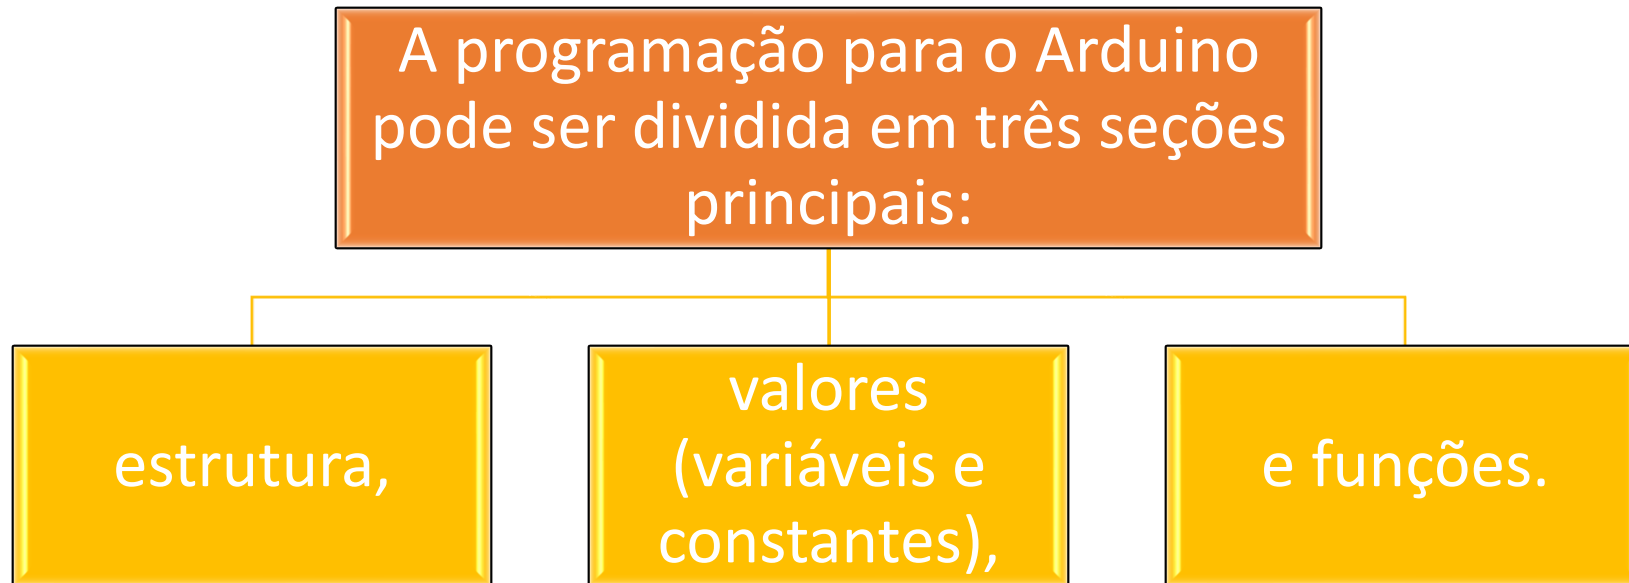 A programação para o Arduino
pode ser dividida em três seções
principais:
estrutura,
valores
(variáveis e
constantes),
e funções.